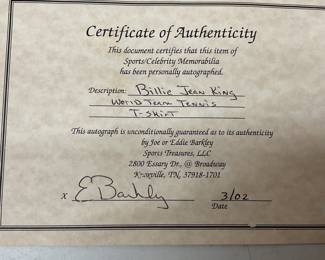 Certificate of Authenticity
This document certifies that this item of
Sports/Celebrity Memorabilia
has been personally autographed.
Description: Billie Jean King
World Team Tennis
T-Shirt
This autograph is unconditionally guaranteed as to its authenticity
by Joe or Eddie Barkley
Sports Treasures, LLC
2800 Essary Dr., @ Broadway
Knoxville, TN, 37918-1701
x E Barkley 3/02
Date